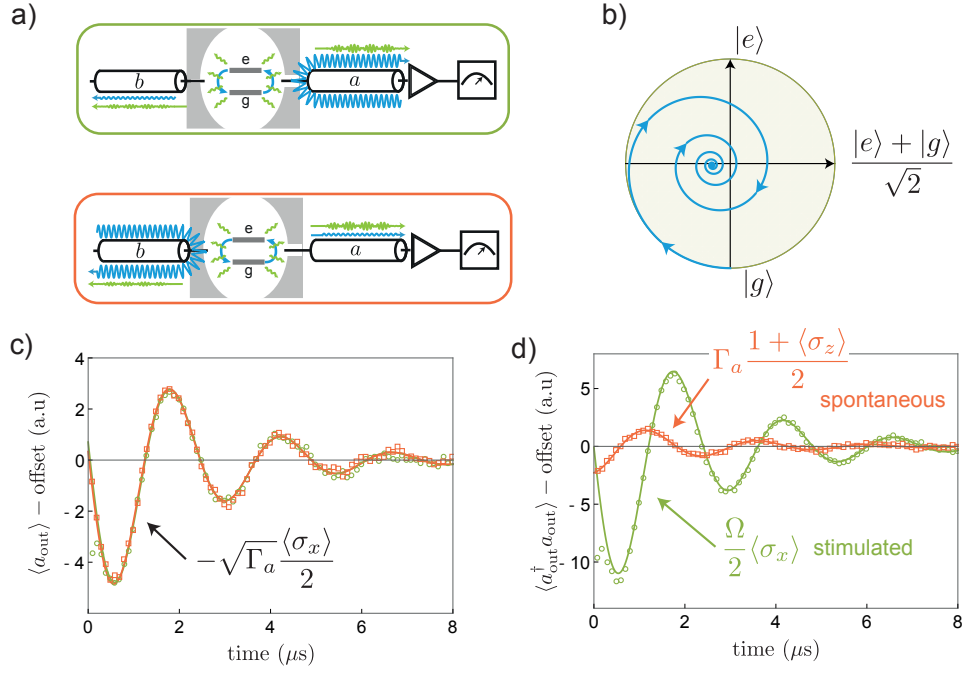 a)
e
g
b
a
e
g
b
a
b)
|e⟩
|e⟩ + |g⟩
√2
|g⟩
c)
⟨a_out⟩ − offset (a.u)
4
2
0
- 2
- 4
−√Γ_a ⟨σ_x⟩/2
0
2
4
6
8
time (μs)
d)
⟨a†_out a_out⟩ − offset (a.u)
5
0
-5
10
Γ_a (1 + ⟨σ_z⟩)/2
spontaneous
Ω/2 ⟨σ_x⟩ stimulated
0
2
4
6
8
time (μs)